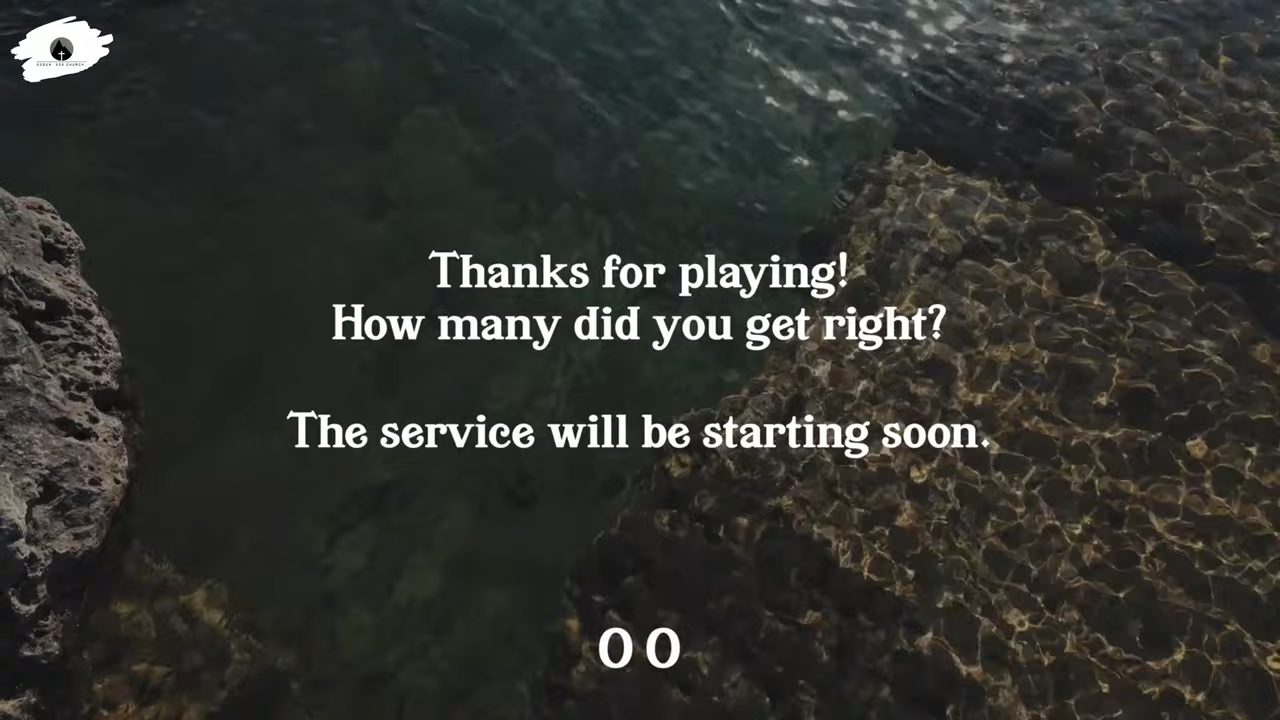 Thanks for playing!
How many did you get right?
The service will be starting soon.
00